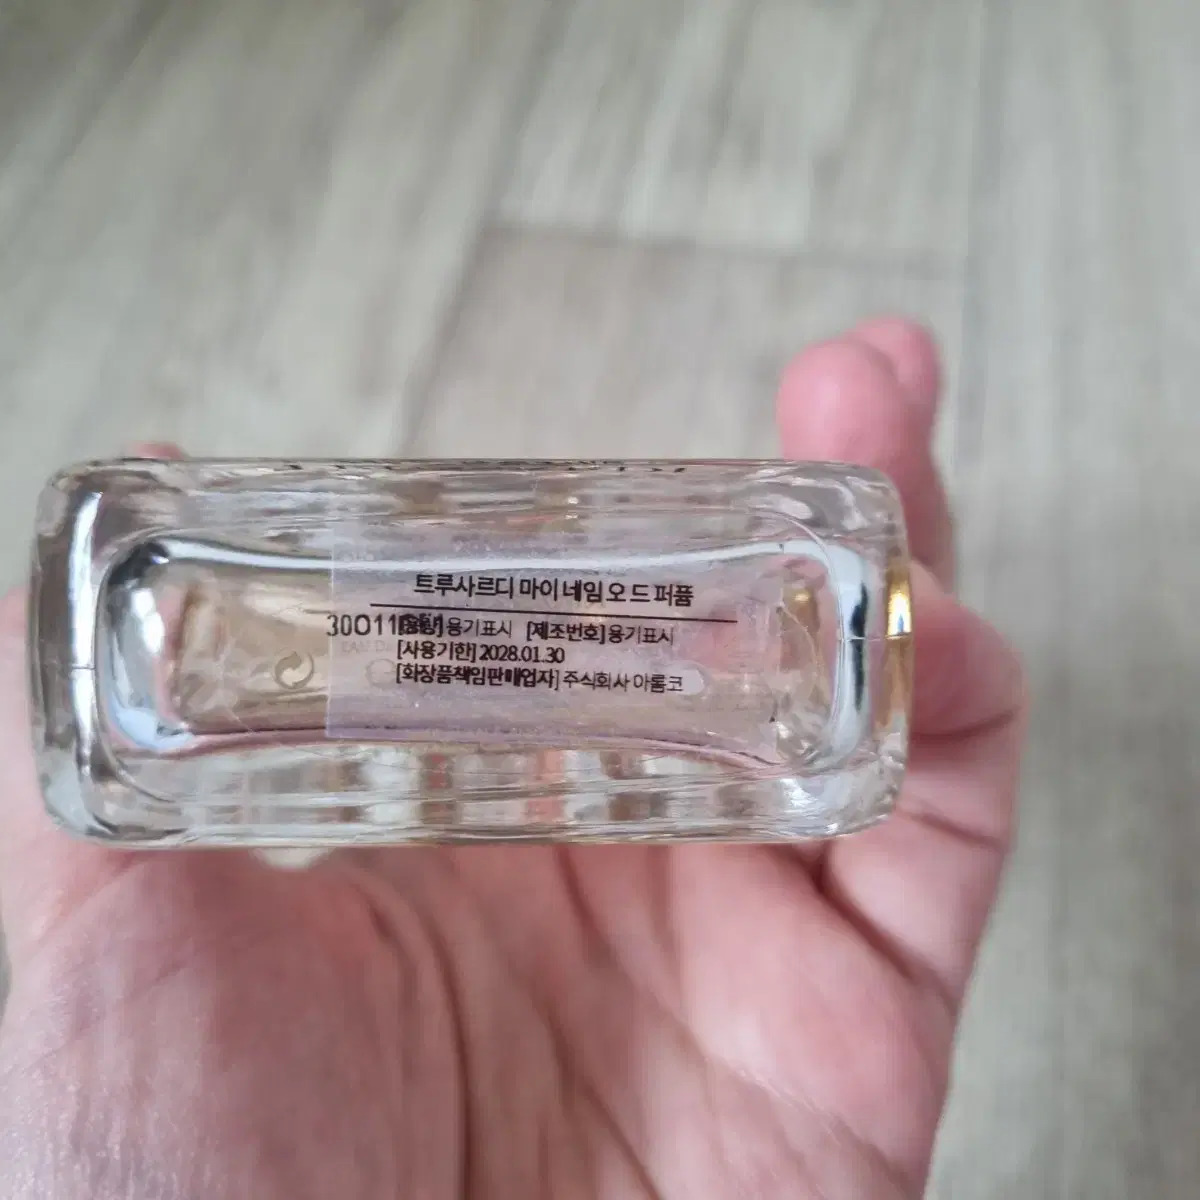 트루사르디 마이 네임 오 드 퍼퓸
용기표시 [제조번호] 용기표시
[사용기한] 2028.01.30
[화장품책임판매업자] 주식회사 아룸코